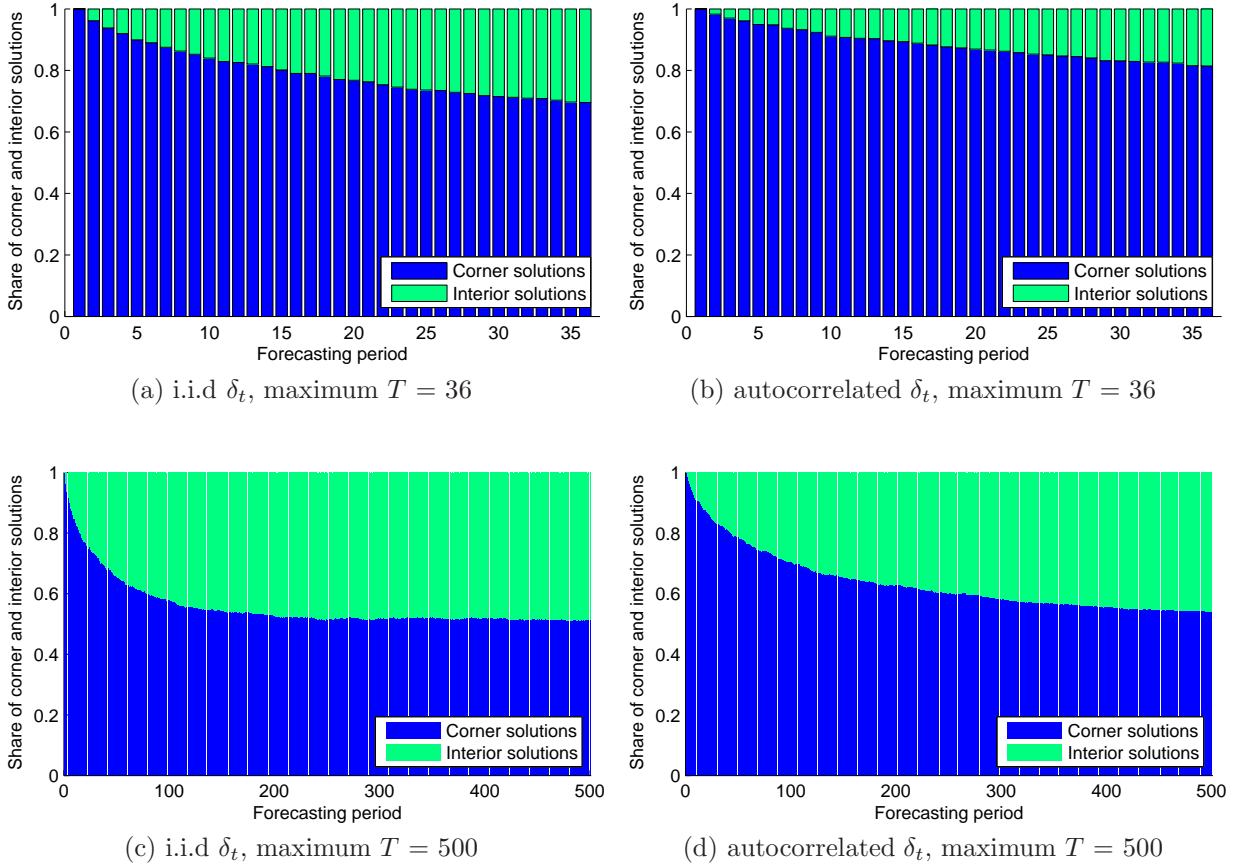 Share of corner and interior solutions
1
0.8
0.6
0.4
0.2
0
0 5 10 15 20 25 30 35
Forecasting period
Corner solutions
Interior solutions
(a) i.i.d δt, maximum T = 36
Share of corner and interior solutions
1
0.8
0.6
0.4
0.2
0
0 5 10 15 20 25 30 35
Forecasting period
Corner solutions
Interior solutions
(b) autocorrelated δt, maximum T = 36
Share of corner and interior solutions
1
0.8
0.6
0.4
0.2
0
0 100 200 300 400 500
Forecasting period
Corner solutions
Interior solutions
(c) i.i.d δt, maximum T = 500
Share of corner and interior solutions
1
0.8
0.6
0.4
0.2
0
0 100 200 300 400 500
Forecasting period
Corner solutions
Interior solutions
(d) autocorrelated δt, maximum T = 500